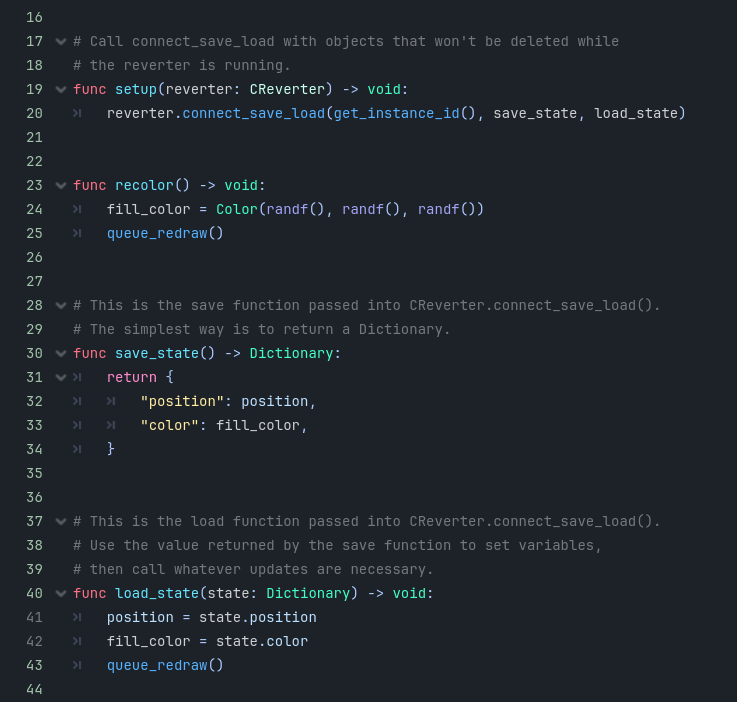 16
17 # Call connect_save_load with objects that won't be deleted while
18 # the reverter is running.
19 func setup(reverter: CReverter) -> void:
20 reverter.connect_save_load(get_instance_id(), save_state, load_state)
21
22
23 func recolor() -> void:
24 fill_color = Color(randf(), randf(), randf())
25 queue_redraw()
26
27
28 # This is the save function passed into CReverter.connect_save_load().
29 # The simplest way is to return a Dictionary.
30 func save_state() -> Dictionary:
31 return {
32 "position": position,
33 "color": fill_color,
34 }
35
36
37 # This is the load function passed into CReverter.connect_save_load().
38 # Use the value returned by the save function to set variables,
39 # then call whatever updates are necessary.
40 func load_state(state: Dictionary) -> void:
41 position = state.position
42 fill_color = state.color
43 queue_redraw()
44